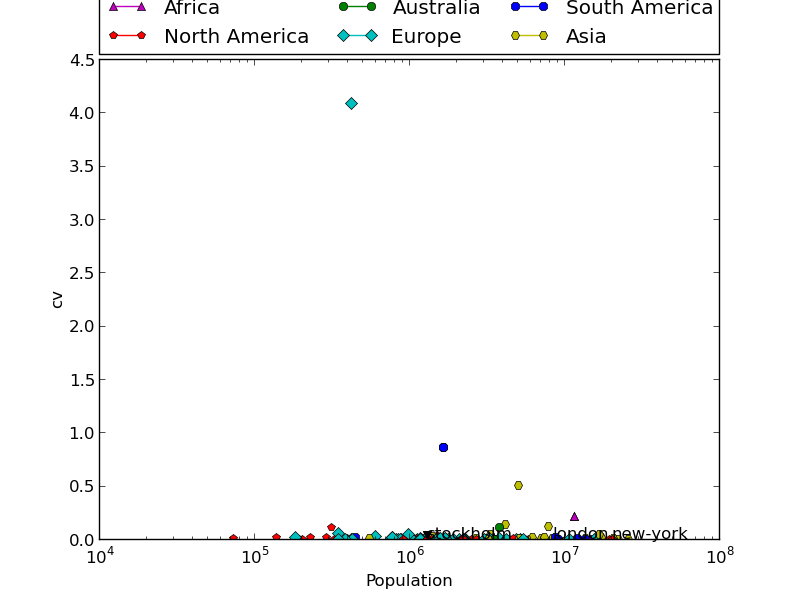 Africa Australia South America
North America Europe Asia
4.5
4.0
3.5
3.0
2.5
2.0
1.5
1.0
0.5
0.0
cv
stockholm london new-york
10^4 10^5 10^6 10^7 10^8
Population